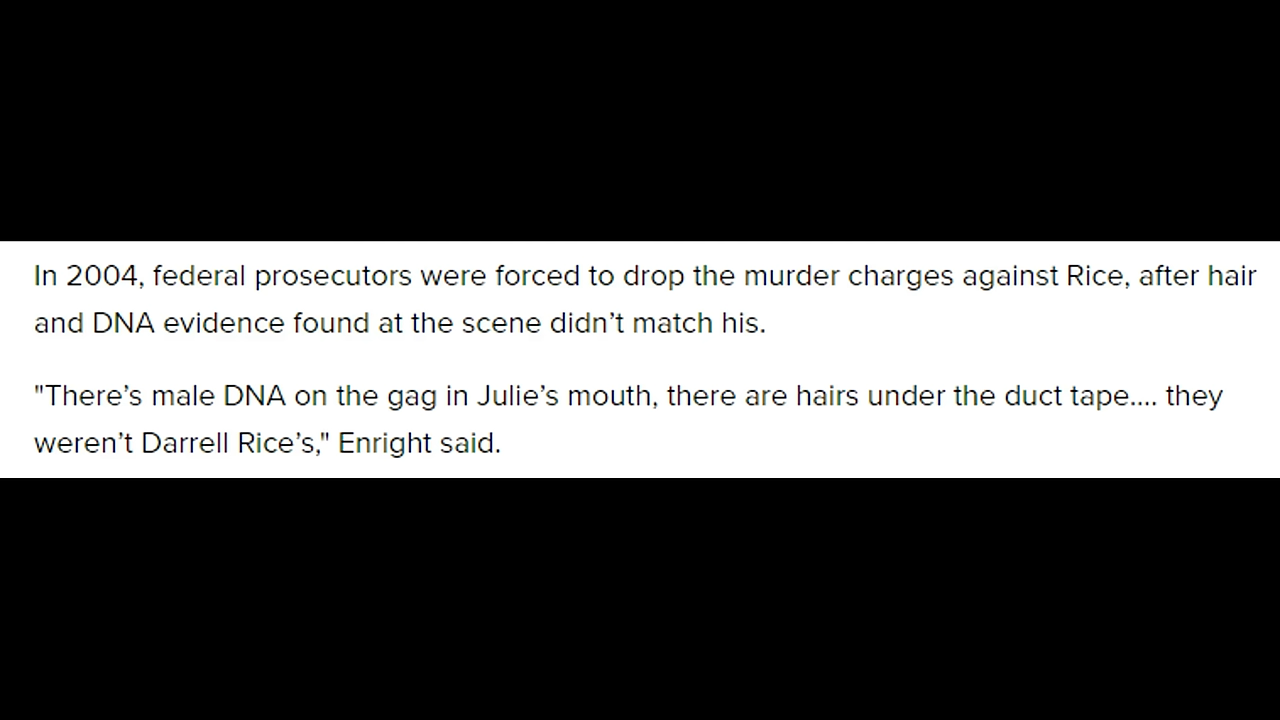 In 2004, federal prosecutors were forced to drop the murder charges against Rice, after hair
and DNA evidence found at the scene didn’t match his.
"There’s male DNA on the gag in Julie’s mouth, there are hairs under the duct tape.... they
weren’t Darrell Rice’s," Enright said.